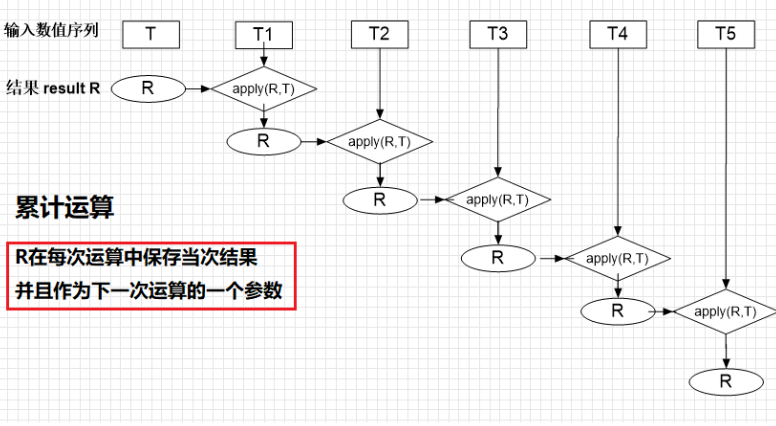 输入数值序列 T T1 T2 T3 T4 T5
结果 result R R apply(R,T)
R apply(R,T)
R apply(R,T)
累计运算
R在每次运算中保存当次结果
R apply(R,T)
并且作为下一次运算的一个参数
R apply(R,T)
R